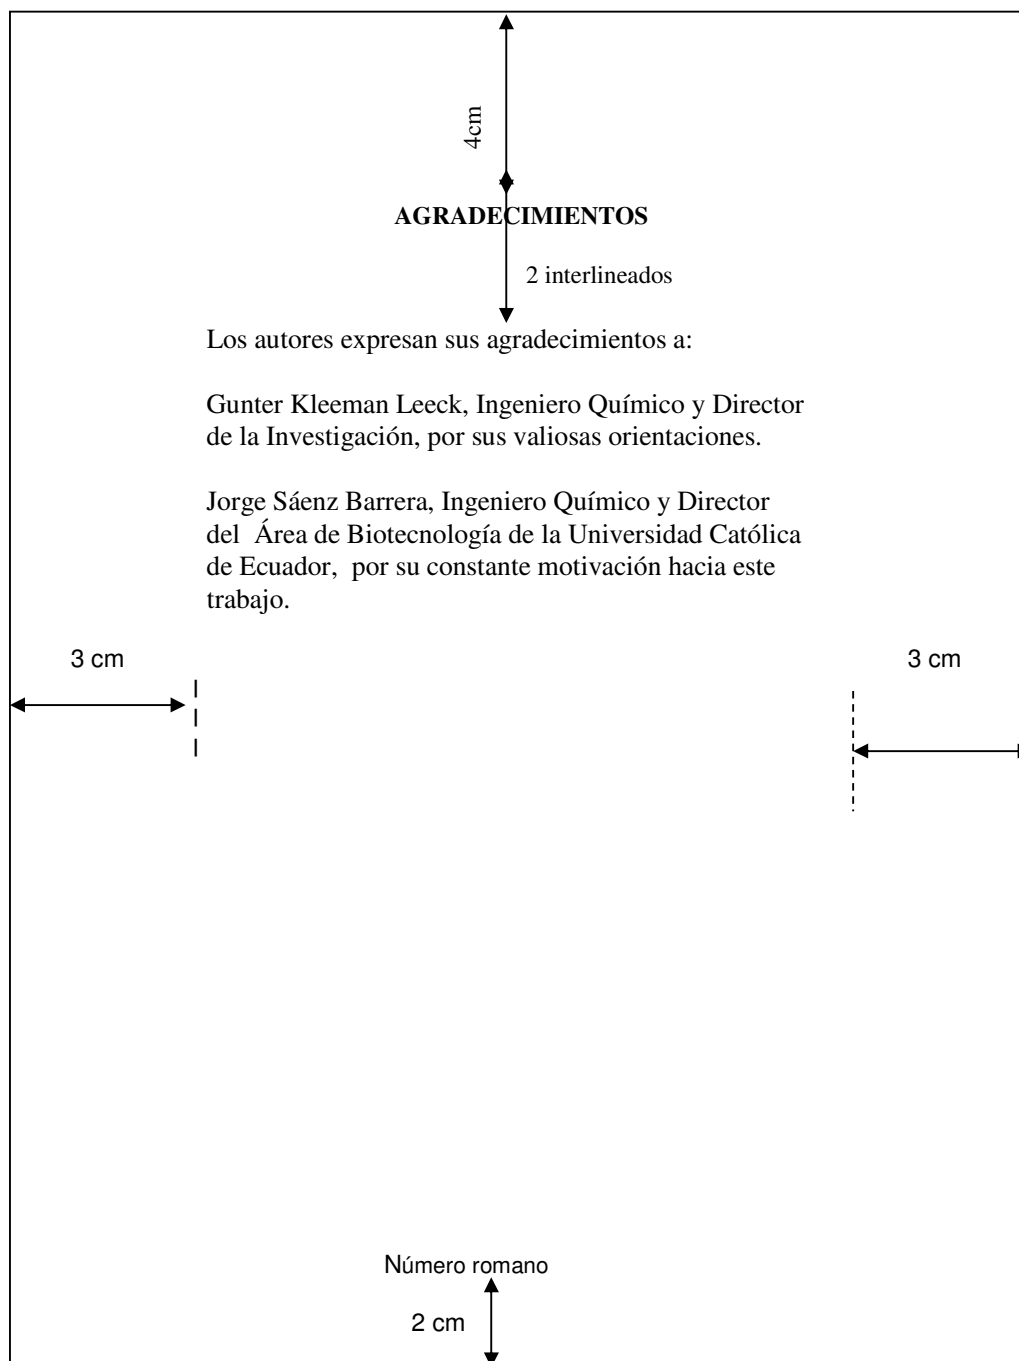 4cm
AGRADECIMIENTOS
2 interlineados
Los autores expresan sus agradecimientos a:
Gunter Kleeman Leeck, Ingeniero Químico y Director
de la Investigación, por sus valiosas orientaciones.
Jorge Sáenz Barrera, Ingeniero Químico y Director
del  Área de Biotecnología de la Universidad Católica
de Ecuador,  por su constante motivación hacia este
trabajo.
3 cm
3 cm
Número romano
2 cm